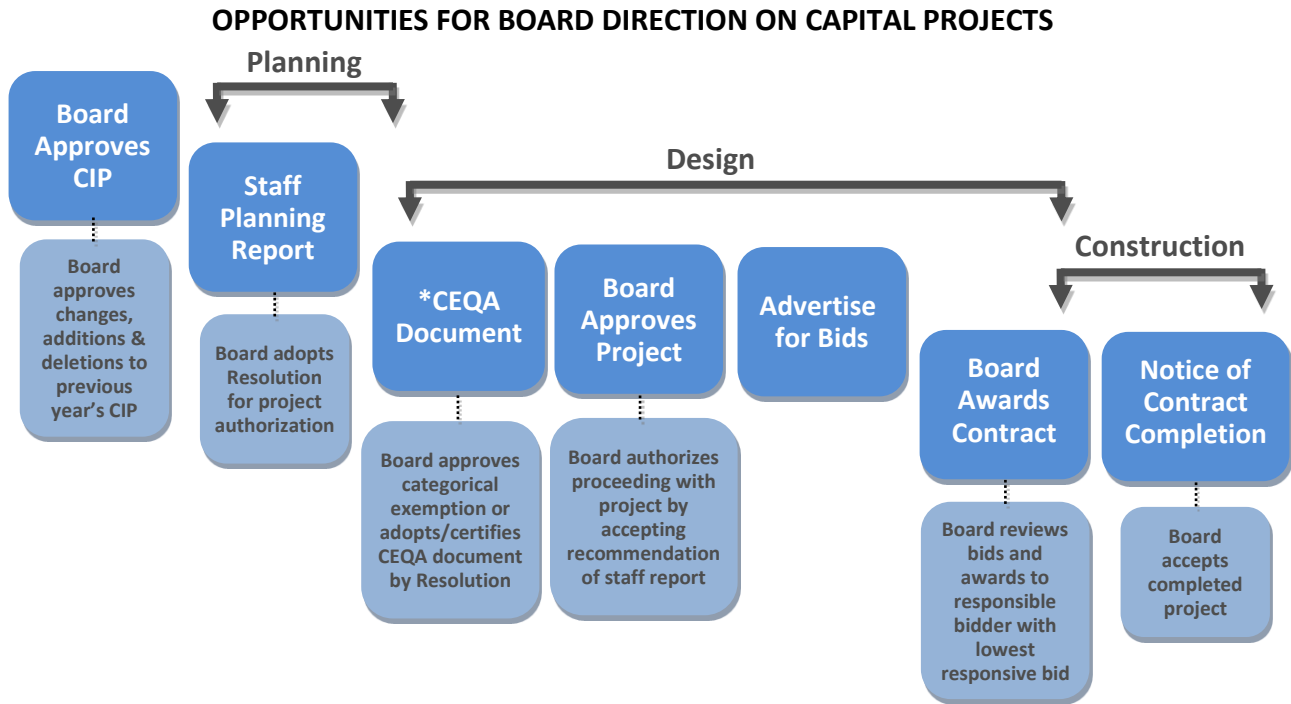 OPPORTUNITIES FOR BOARD DIRECTION ON CAPITAL PROJECTS
Planning
Design
Construction
Board
Approves
CIP
Board
approves
changes,
additions &
deletions to
previous
year's CIP
Staff
Planning
Report
Board adopts
Resolution
for project
authorization
*CEQA
Document
Board approves
categorical
exemption or
adopts/certifies
CEQA document
by Resolution
Board
Approves
Project
Board authorizes
proceeding with
project by
accepting
recommendation
of staff report
Advertise
for Bids
Board
Awards
Contract
Board reviews
bids and
awards to
responsible
bidder with
lowest
responsive bid
Notice of
Contract
Completion
Board
accepts
completed
project